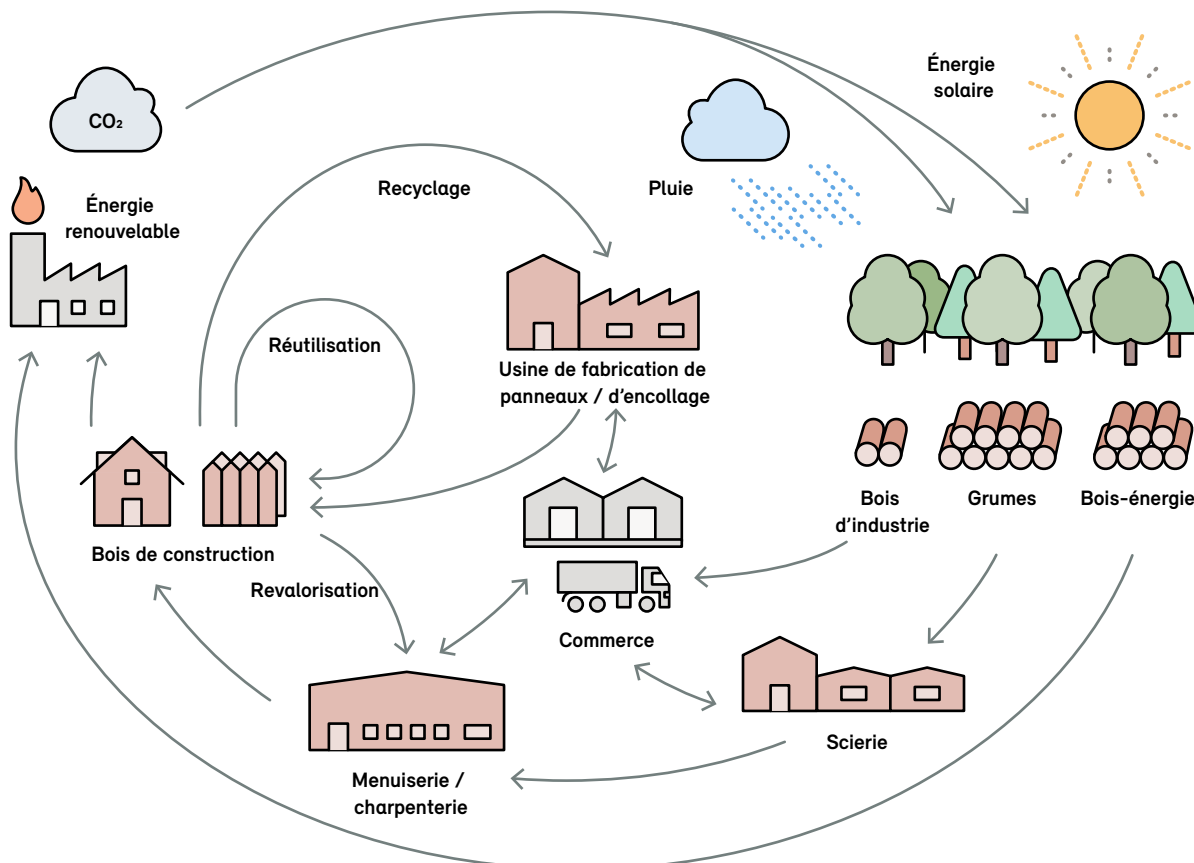 Énergie
solaire
CO₂
Recyclage
Pluie
Énergie
renouvelable
Réutilisation
Usine de fabrication de
panneaux / d’encollage
Bois
d’industrie
Grumes
Bois-énergie
Bois de construction
Revalorisation
Commerce
Scierie
Menuiserie /
charpenterie